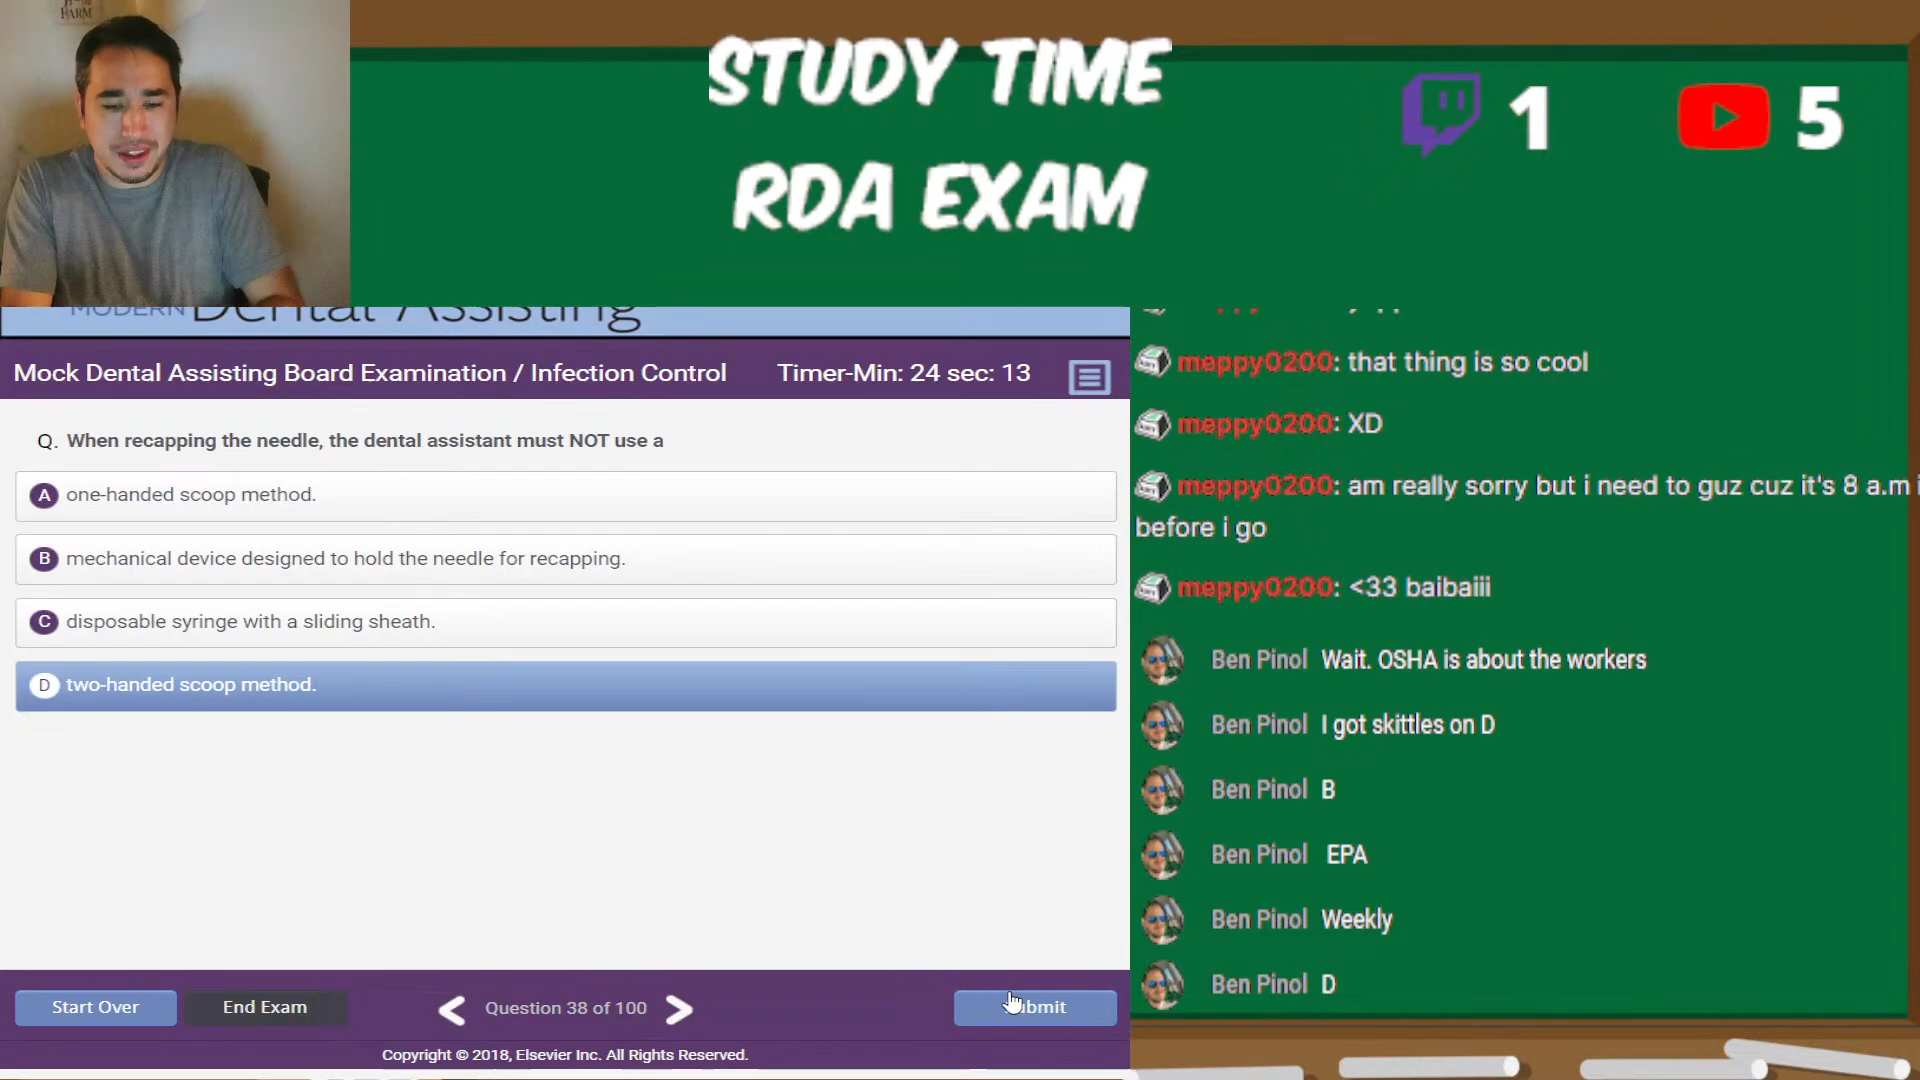 FARM
STUDY TIME
RDA EXAM
1
5
MODERN Dental Assisting
Mock Dental Assisting Board Examination / Infection Control
Timer-Min: 24 sec: 13
Q. When recapping the needle, the dental assistant must NOT use a
A one-handed scoop method.
B mechanical device designed to hold the needle for recapping.
C disposable syringe with a sliding sheath.
D two-handed scoop method.
Start Over
End Exam
Question 38 of 100
Submit
Copyright © 2018, Elsevier Inc. All Rights Reserved.
meppy0200: that thing is so cool
meppy0200: XD
meppy0200: am really sorry but i need to guz cuz it's 8 a.m i
before i go
meppy0200: <33 baibaiii
Ben Pinol Wait. OSHA is about the workers
Ben Pinol I got skittles on D
Ben Pinol B
Ben Pinol EPA
Ben Pinol Weekly
Ben Pinol D